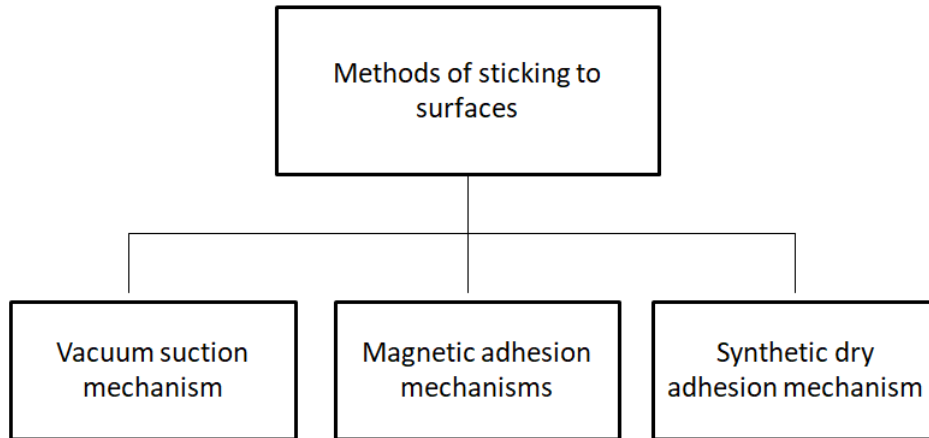 Methods of sticking to
surfaces
Vacuum suction
mechanism
Magnetic adhesion
mechanisms
Synthetic dry
adhesion mechanism